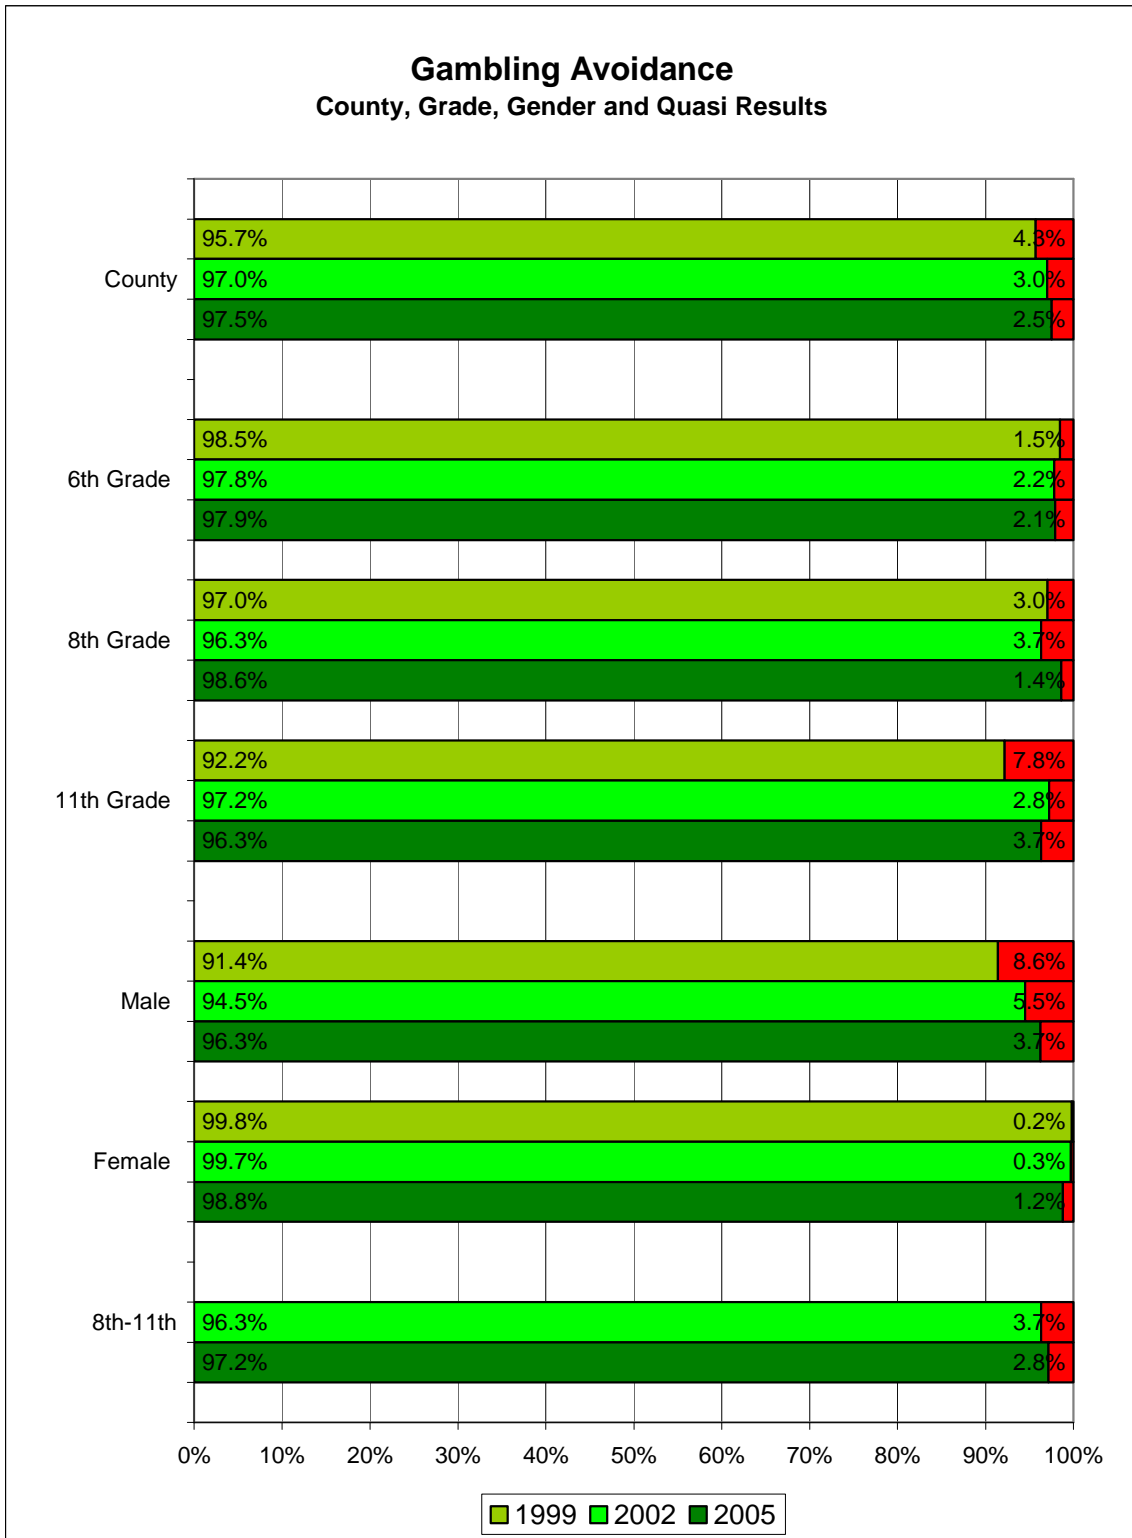 Gambling Avoidance
County, Grade, Gender and Quasi Results
95.7% 4.3%
County 97.0% 3.0%
97.5% 2.5%
98.5% 1.5%
6th Grade 97.8% 2.2%
97.9% 2.1%
97.0% 3.0%
8th Grade 96.3% 3.7%
98.6% 1.4%
92.2% 7.8%
11th Grade 97.2% 2.8%
96.3% 3.7%
91.4% 8.6%
Male 94.5% 5.5%
96.3% 3.7%
99.8% 0.2%
Female 99.7% 0.3%
98.8% 1.2%
8th-11th 96.3% 3.7%
97.2% 2.8%
0% 10% 20% 30% 40% 50% 60% 70% 80% 90% 100%
1999 2002 2005